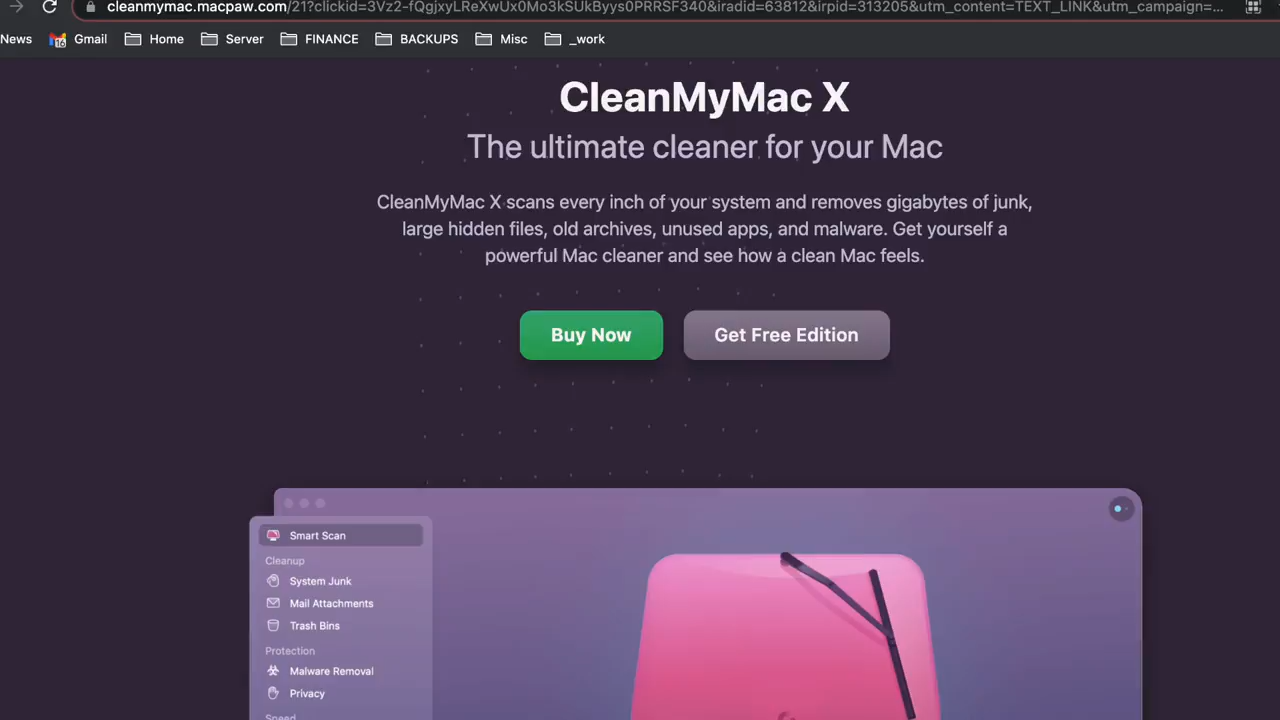 cleanmymac.macpaw.com/21?clickid=3Vz2-fQgjxyLReXwUx0Mo3kSUkByys0PRRSF340&iradid=63812&irpid=313205&utm_content=TEXT_LINK&utm_campaign=...
News 16 Gmail Home Server FINANCE BACKUPS Misc _work
CleanMyMac X
The ultimate cleaner for your Mac
CleanMyMac X scans every inch of your system and removes gigabytes of junk,
large hidden files, old archives, unused apps, and malware. Get yourself a
powerful Mac cleaner and see how a clean Mac feels.
Buy Now Get Free Edition
Smart Scan
Cleanup
System Junk
Mail Attachments
Trash Bins
Protection
Malware Removal
Privacy
Speed